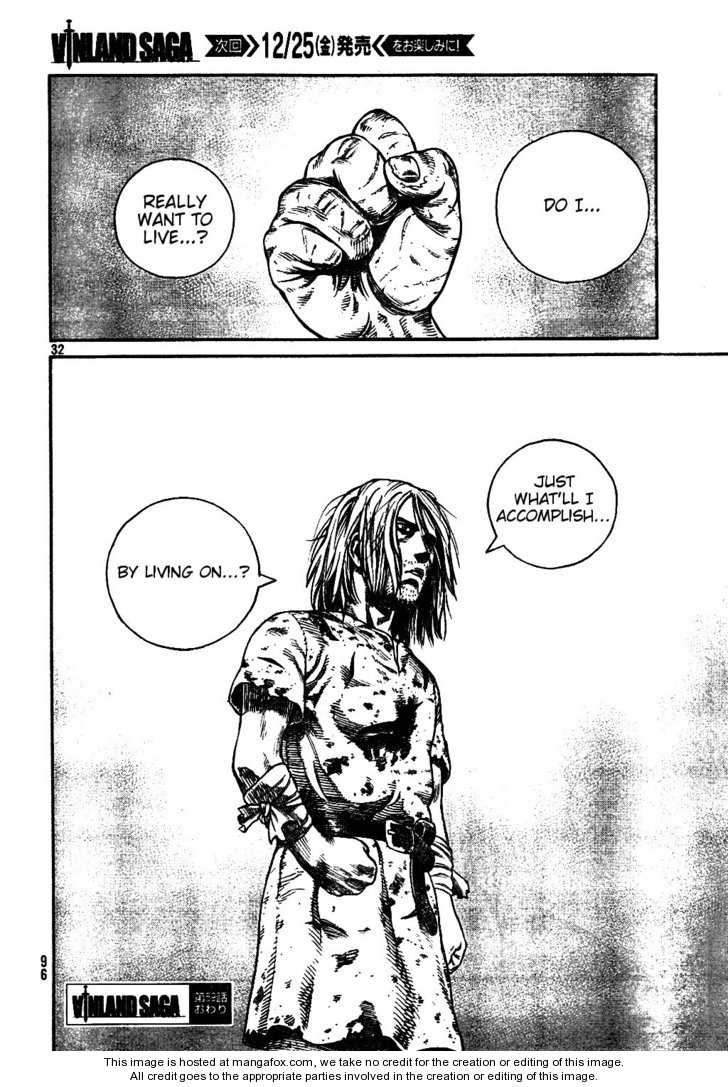 VINLAND SAGA 次回 12/25(金)発売 をお楽しみに!
DO I...
REALLY
WANT TO
LIVE...?
32
JUST
WHAT'LL I
ACCOMPLISH...
BY LIVING ON...?
96
VINLAND SAGA
おわり
This image is hosted at mangafox.com, we take no credit for the creation or editing of this image.
All credit goes to the appropriate parties involved in the creation or editing of this image.